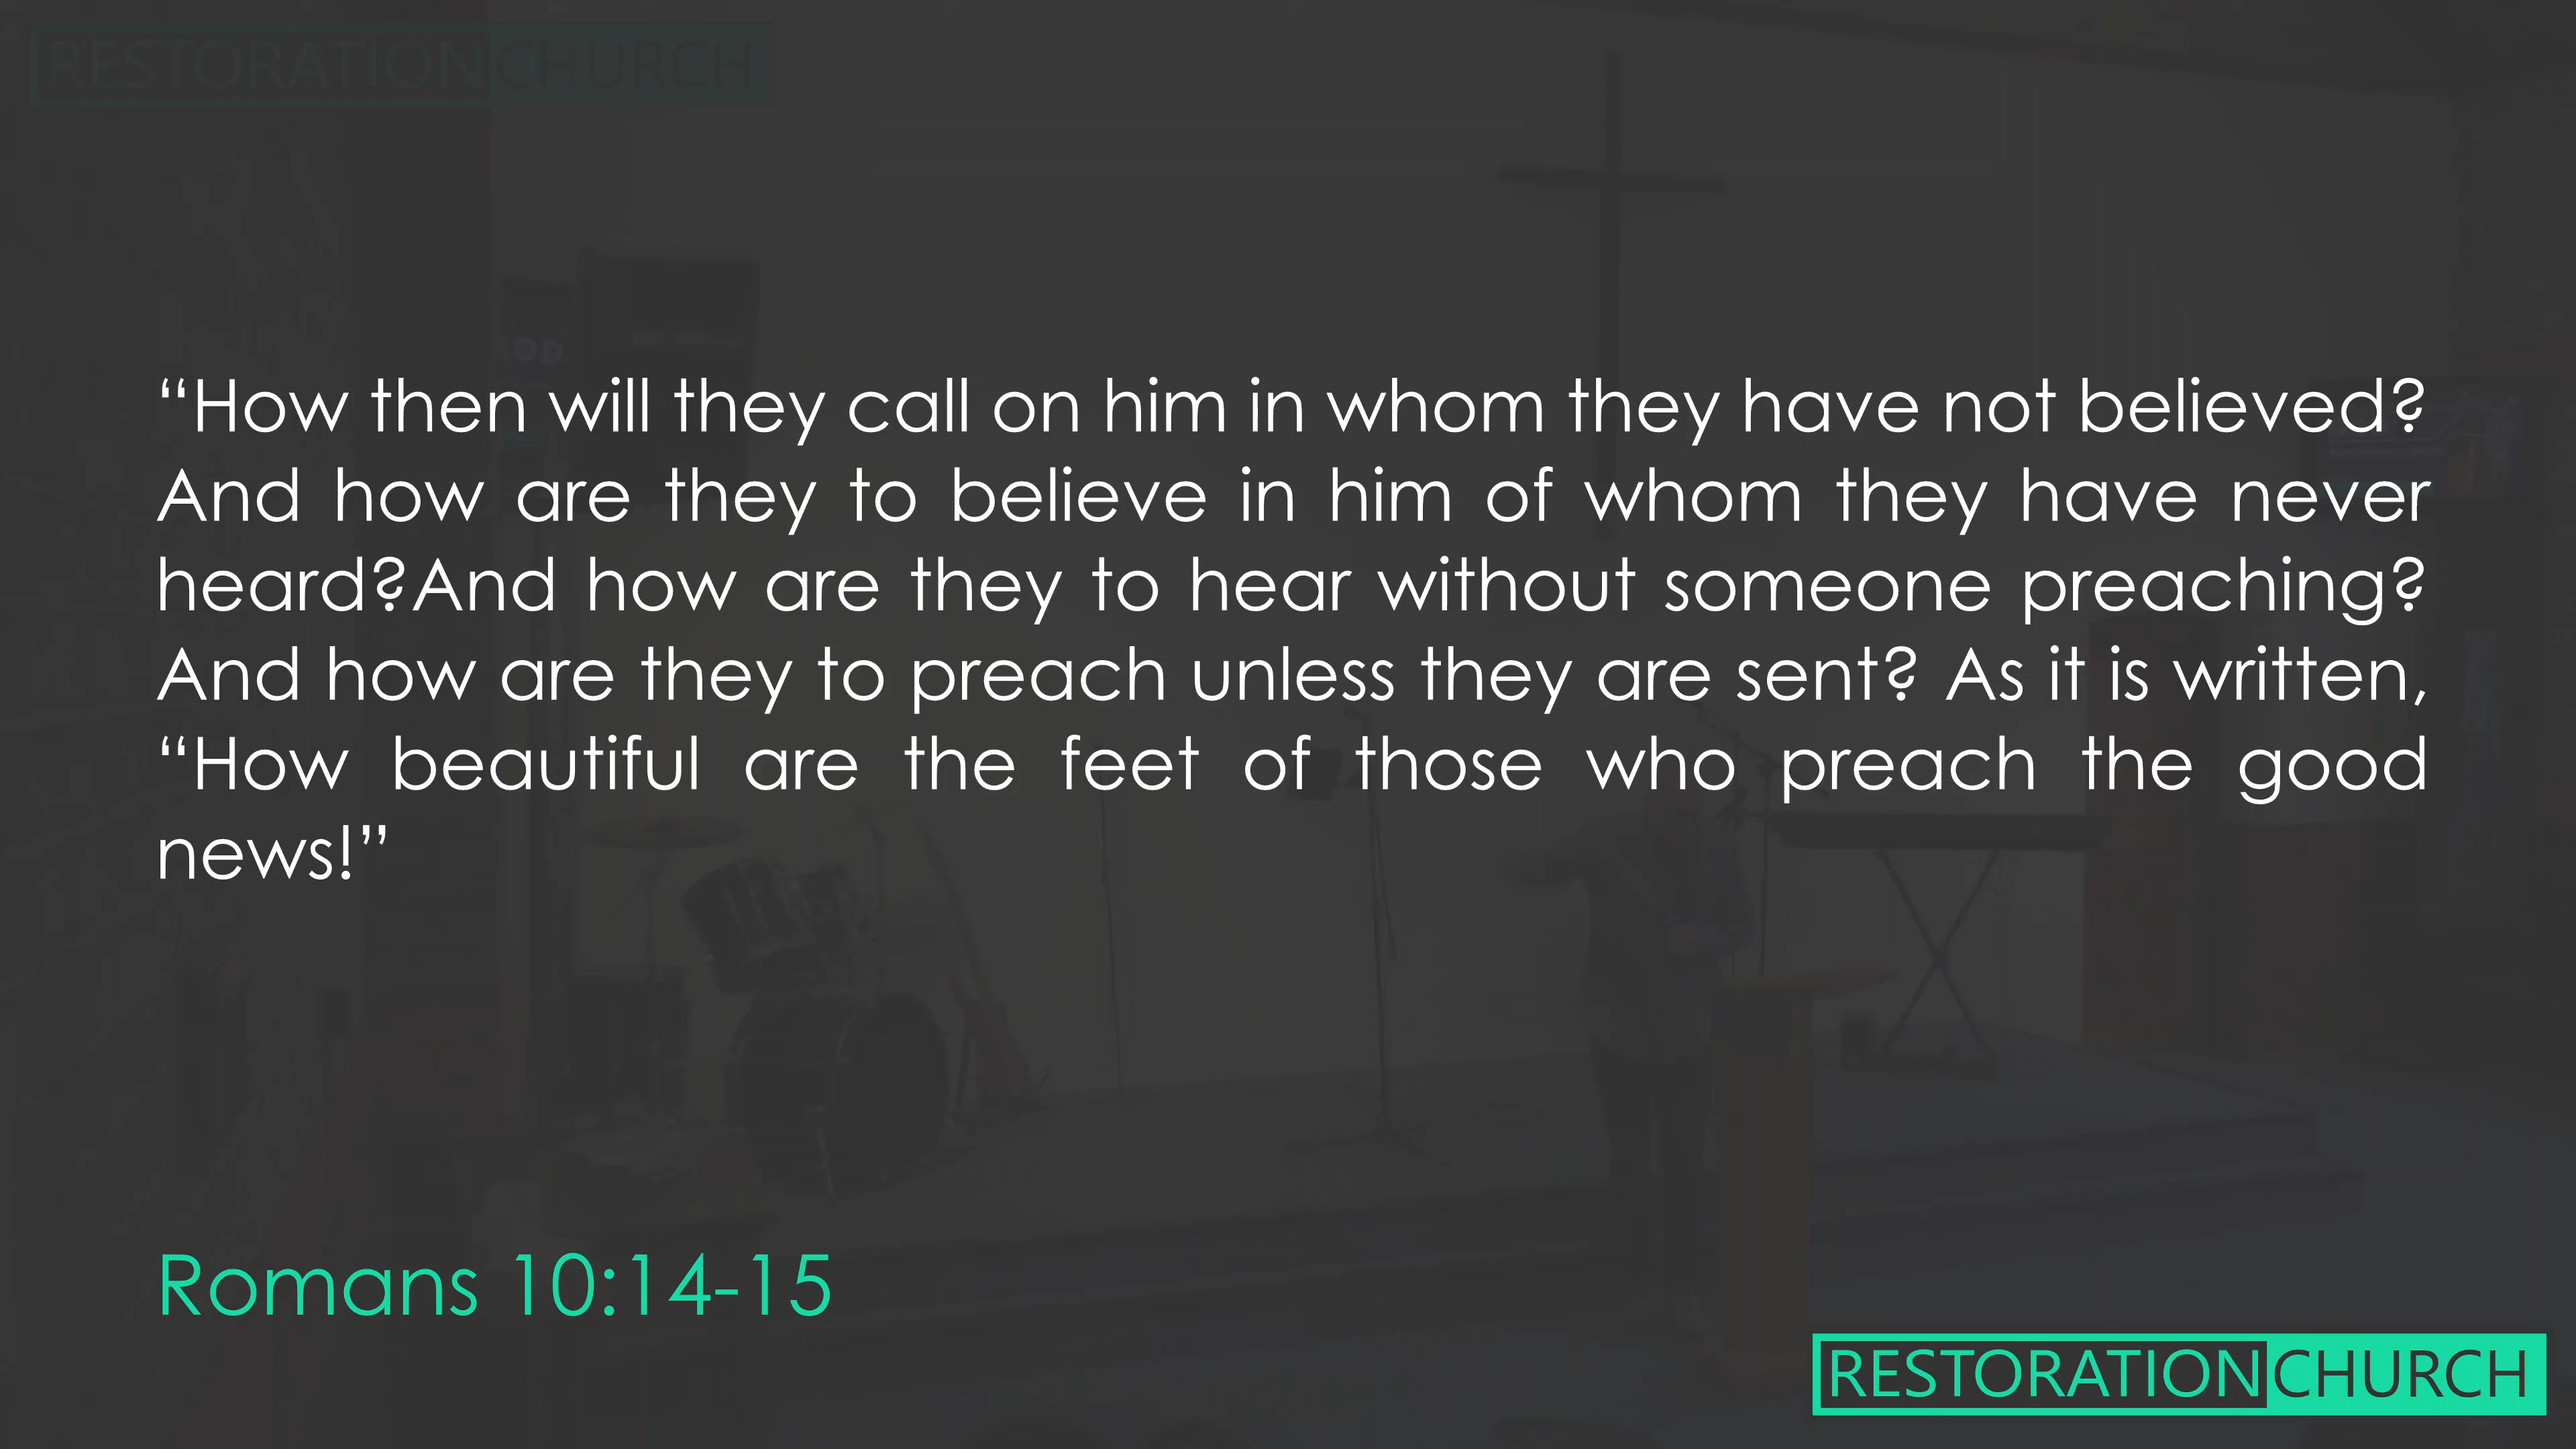 RESTORATIONCHURCH
“How then will they call on him in whom they have not believed?
And how are they to believe in him of whom they have never
heard?And how are they to hear without someone preaching?
And how are they to preach unless they are sent? As it is written,
“How beautiful are the feet of those who preach the good
news!”
Romans 10:14-15
RESTORATIONCHURCH